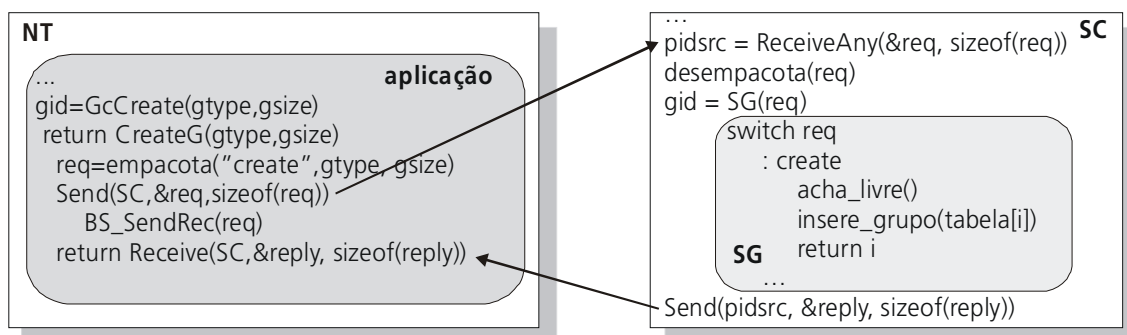 NT
...
aplicação
gid=GcCreate(gtype,gsize)
return CreateG(gtype,gsize)
req=empacota("create",gtype, gsize)
Send(SC,&req,sizeof(req))
BS_SendRec(req)
return Receive(SC,&reply, sizeof(reply))
...
SC
pidsrc = ReceiveAny(&req, sizeof(req))
desempacota(req)
gid = SG(req)
switch req
: create
acha_livre()
insere_grupo(tabela[i])
SG
return i
...
Send(pidsrc, &reply, sizeof(reply))